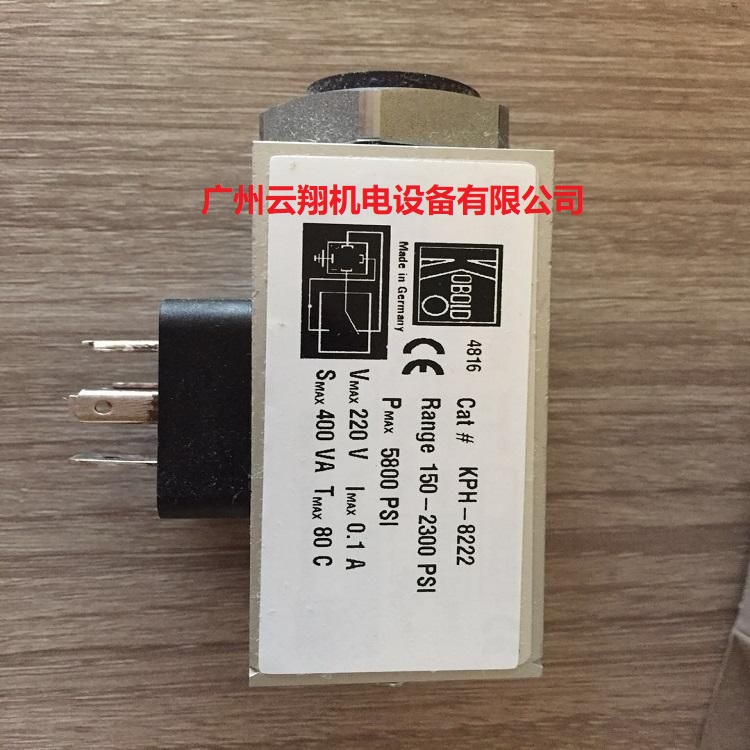 广州云翔机电设备有限公司
KOBOLD
Made in Germany
CE
4816
Cat # KPH-8222
Range 150-2300 PSI
PMAX 5800 PSI
VMAX 220 V IMAX 0.1 A
SMAX 400 VA TMAX 80 C